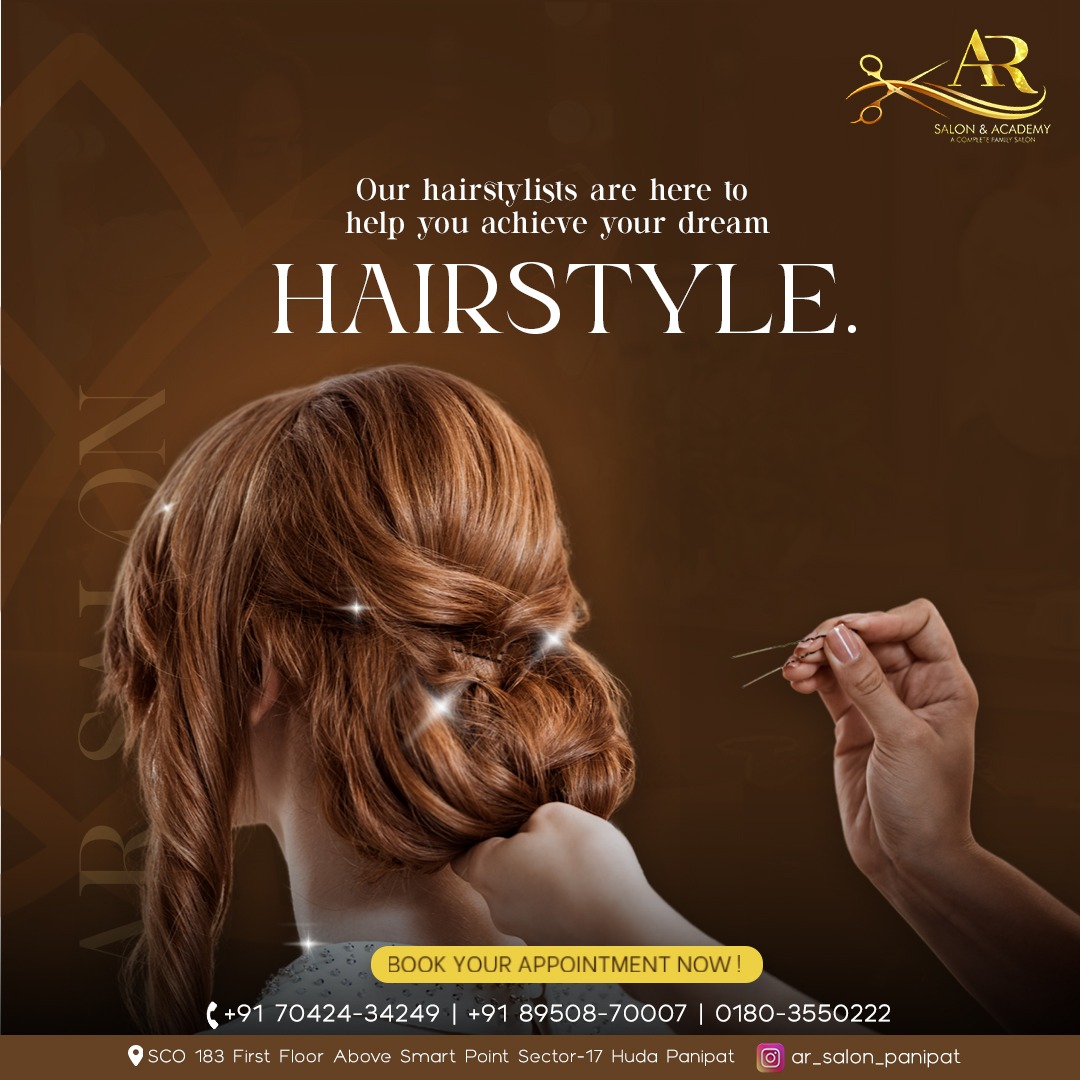 AR
SALON & ACADEMY
A COMPLETE FAMILY SALON
Our hairstylists are here to
help you achieve your dream
HAIRSTYLE.
AR SALON
BOOK YOUR APPOINTMENT NOW !
+91 70424-34249 | +91 89508-70007 | 0180-3550222
SCO 183 First Floor Above Smart Point Sector-17 Huda Panipat ar_salon_panipat